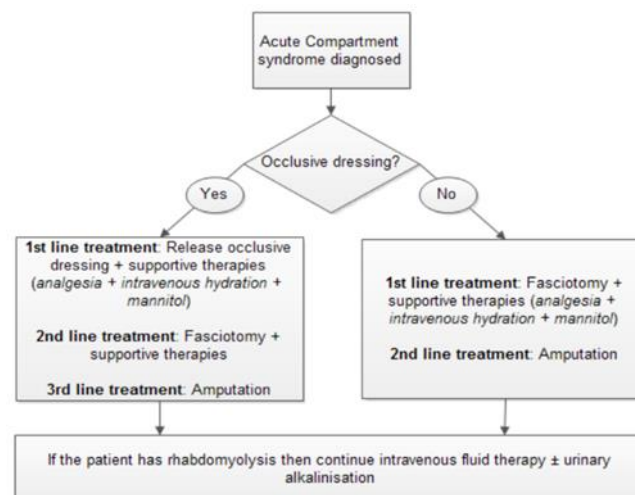 Acute Compartment
syndrome diagnosed
Occlusive dressing?
Yes
No
1st line treatment: Release occlusive
dressing + supportive therapies
(analgesia + intravenous hydration +
mannitol)
2nd line treatment: Fasciotomy +
supportive therapies
3rd line treatment: Amputation
1st line treatment: Fasciotomy +
supportive therapies (analgesia +
intravenous hydration + mannitol)
2nd line treatment: Amputation
If the patient has rhabdomyolysis then continue intravenous fluid therapy ± urinary
alkalinisation